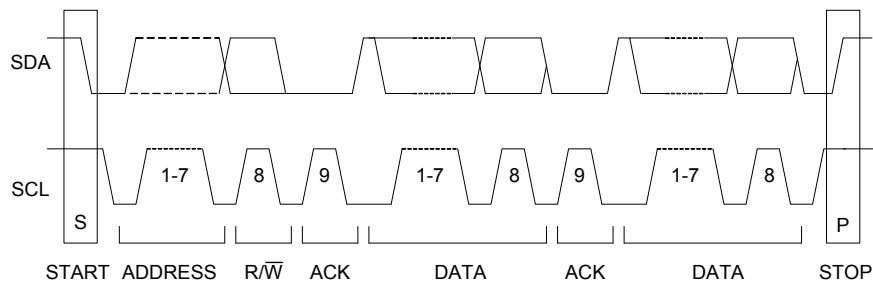 SDA
SCL
1-7 8 9 1-7 8 9 1-7 8
S P
START ADDRESS R/W̅ ACK DATA ACK DATA STOP